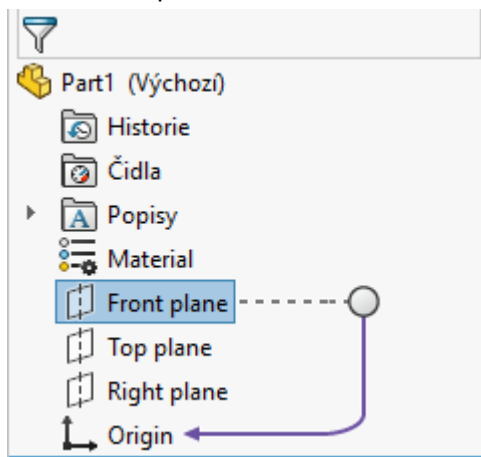 Part1 (Výchozí)
Historie
Čidla
Popisy
Material
Front plane
Top plane
Right plane
Origin